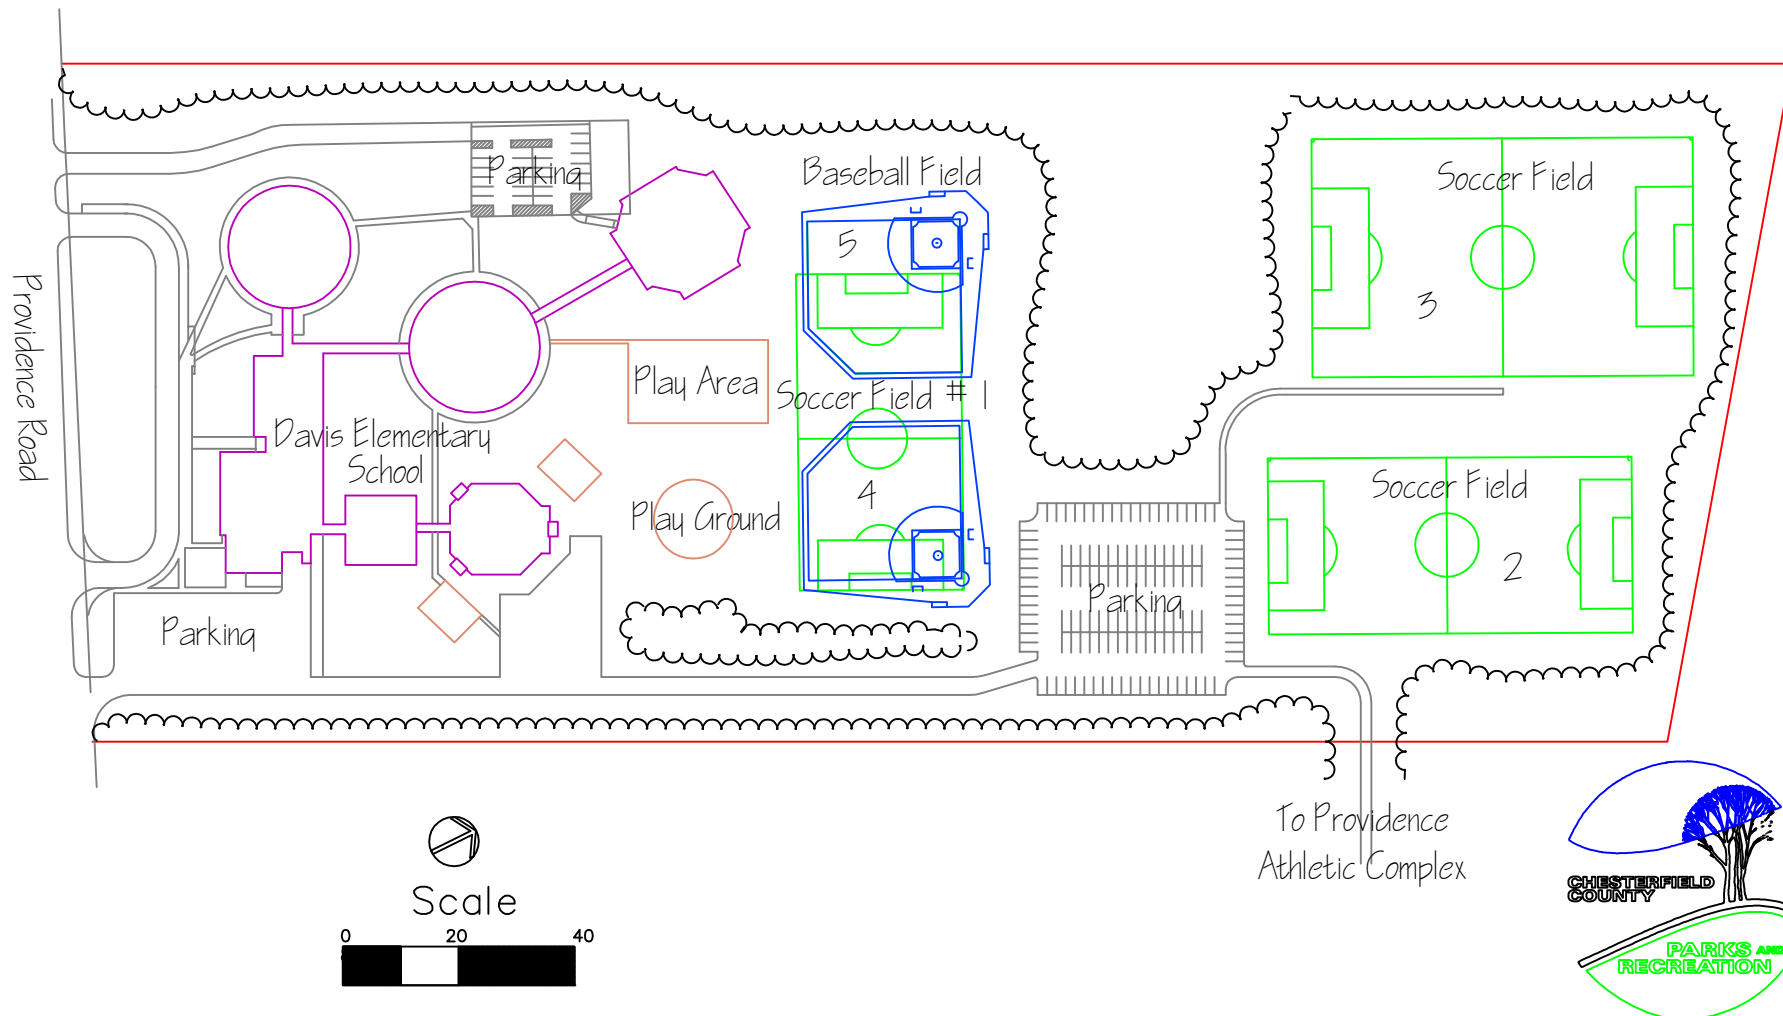 Parking
Baseball Field
Soccer Field
5
3
Providence Road
Play Area
Soccer Field # 1
Davis Elementary
School
4
Soccer Field
Play Ground
2
Parking
Parking
To Providence
Athletic Complex
Scale
0 20 40
CHESTERFIELD
COUNTY
PARKS AND
RECREATION